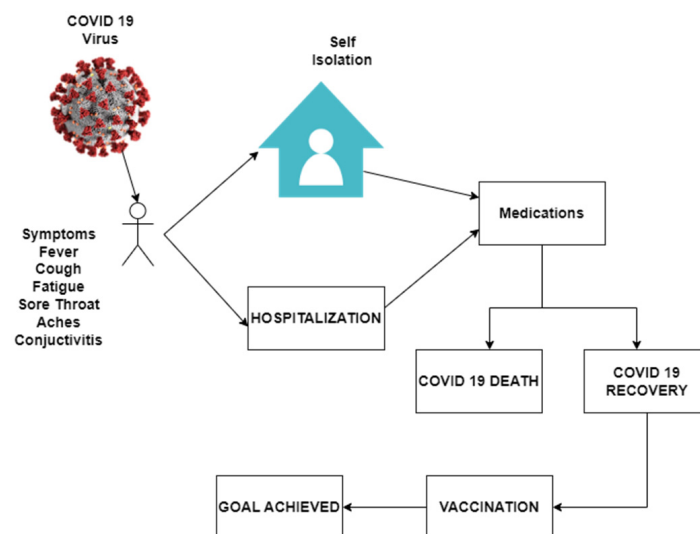 COVID 19
Virus
Self
Isolation
Medications
Symptoms
Fever
Cough
Fatigue
Sore Throat
Aches
Conjuctivitis
HOSPITALIZATION
COVID 19 DEATH
COVID 19
RECOVERY
GOAL ACHIEVED
VACCINATION